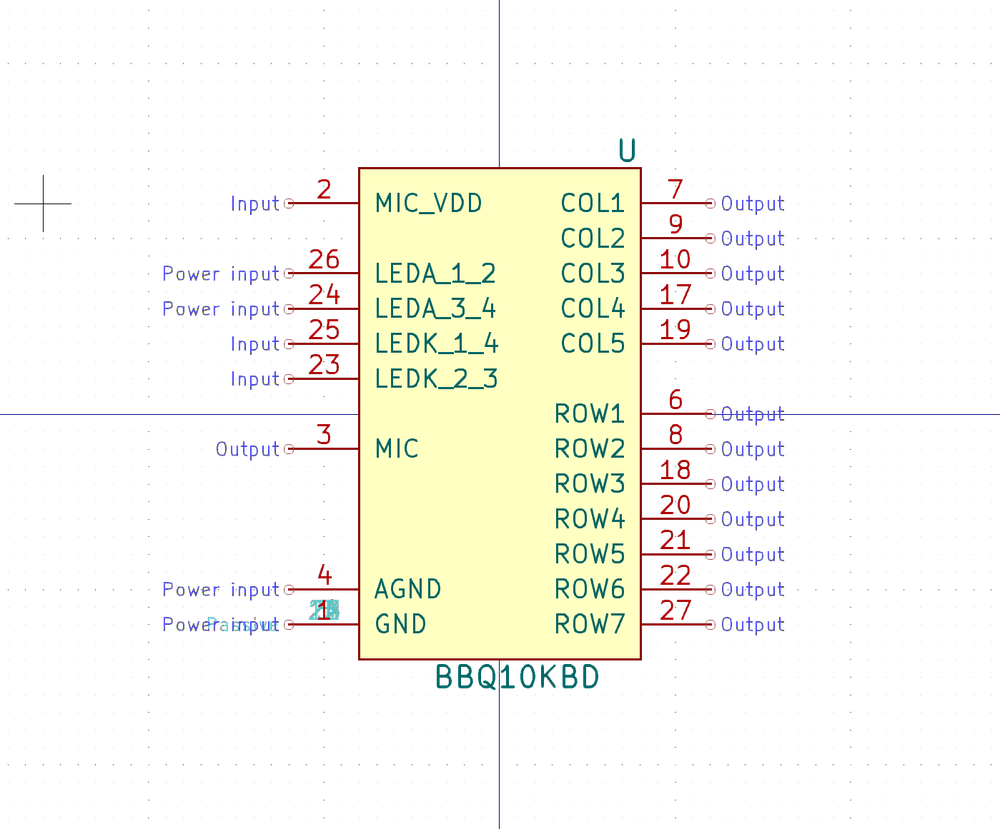 U
Input 2 MIC_VDD COL1 7 Output
COL2 9 Output
Power input 26 LEDA_1_2 COL3 10 Output
Power input 24 LEDA_3_4 COL4 17 Output
Input 25 LEDK_1_4 COL5 19 Output
Input 23 LEDK_2_3
ROW1 6 Output
Output 3 MIC ROW2 8 Output
ROW3 18 Output
ROW4 20 Output
ROW5 21 Output
Power input 4 AGND ROW6 22 Output
Power input Passive 1 GND ROW7 27 Output
BBQ10KBD